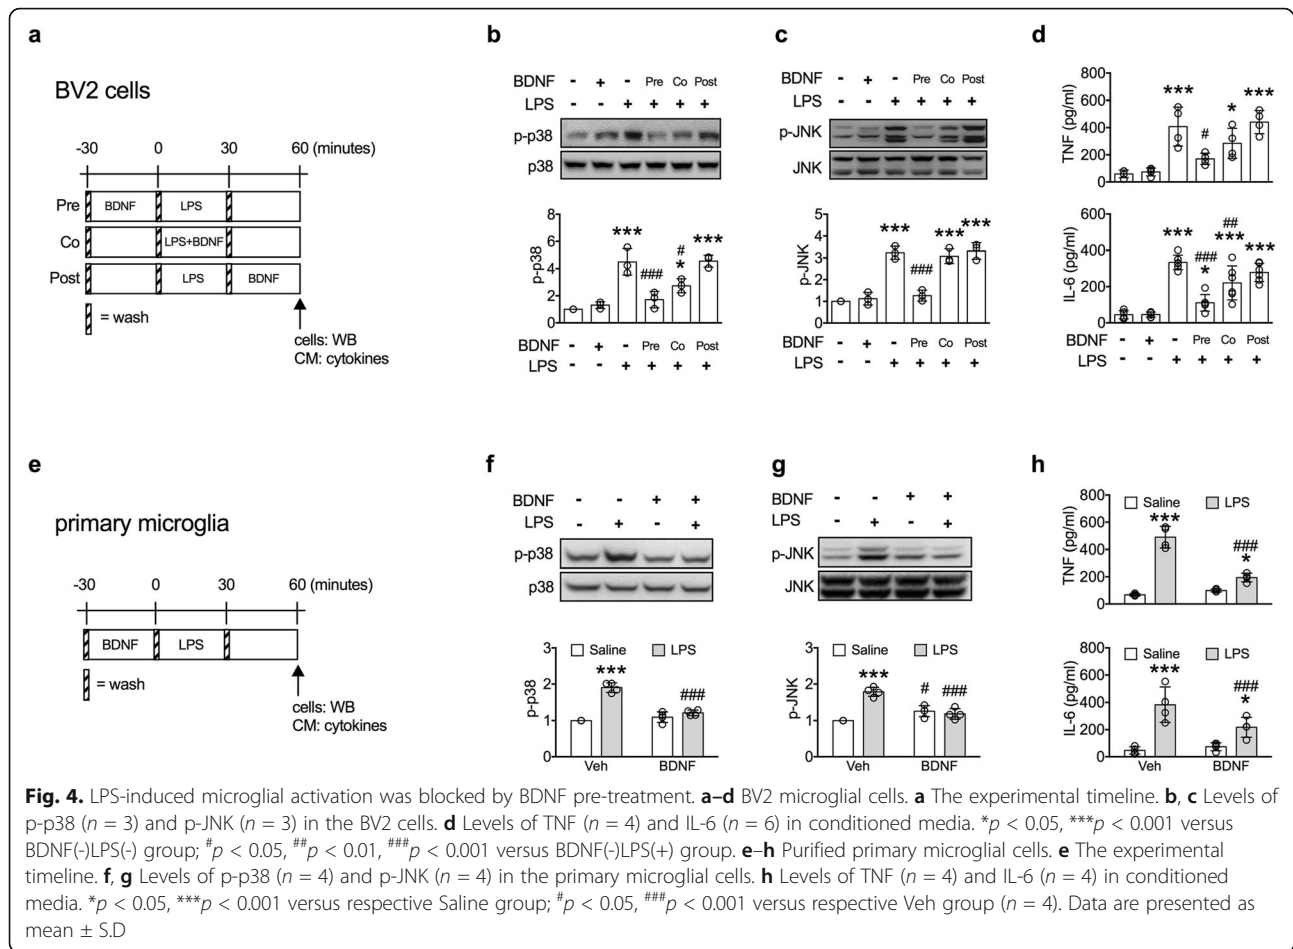 a
BV2 cells
-30 0 30 60 (minutes)
Pre BDNF LPS
Co LPS+BDNF
Post LPS BDNF
= wash
cells: WB
CM: cytokines
b
BDNF - + - Pre Co Post
LPS - - + + + +
p-p38
p38
p-p38
8
6
4
2
0
***
###
#
*
***
BDNF - + - Pre Co Post
LPS - - + + + +
c
BDNF - + - Pre Co Post
LPS - - + + + +
p-JNK
JNK
p-JNK
5
4
3
2
1
0
***
###
***
***
BDNF - + - Pre Co Post
LPS - - + + + +
d
TNF (pg/ml)
800
600
400
200
0
***
#
*
***
IL-6 (pg/ml)
600
400
200
0
***
###
*
##
***
***
BDNF - + - Pre Co Post
LPS - - + + + +
e
primary microglia
-30 0 30 60 (minutes)
BDNF LPS
= wash
cells: WB
CM: cytokines
f
BDNF - - + +
LPS - + - +
p-p38
p38
Saline LPS
p-p38
3
2
1
0
***
###
Veh BDNF
g
BDNF - - + +
LPS - + - +
p-JNK
JNK
Saline LPS
p-JNK
3
2
1
0
***
#
###
Veh BDNF
h
Saline LPS
TNF (pg/ml)
800
600
400
200
0
***
###
*
Saline LPS
IL-6 (pg/ml)
800
600
400
200
0
***
###
*
Veh BDNF
Fig. 4. LPS-induced microglial activation was blocked by BDNF pre-treatment. a–d BV2 microglial cells. a The experimental timeline. b, c Levels of
p-p38 (n = 3) and p-JNK (n = 3) in the BV2 cells. d Levels of TNF (n = 4) and IL-6 (n = 6) in conditioned media. *p < 0.05, ***p < 0.001 versus
BDNF(-)LPS(-) group; #p < 0.05, ##p < 0.01, ###p < 0.001 versus BDNF(-)LPS(+) group. e–h Purified primary microglial cells. e The experimental
timeline. f, g Levels of p-p38 (n = 4) and p-JNK (n = 4) in the primary microglial cells. h Levels of TNF (n = 4) and IL-6 (n = 4) in conditioned
media. *p < 0.05, ***p < 0.001 versus respective Saline group; #p < 0.05, ###p < 0.001 versus respective Veh group (n = 4). Data are presented as
mean ± S.D